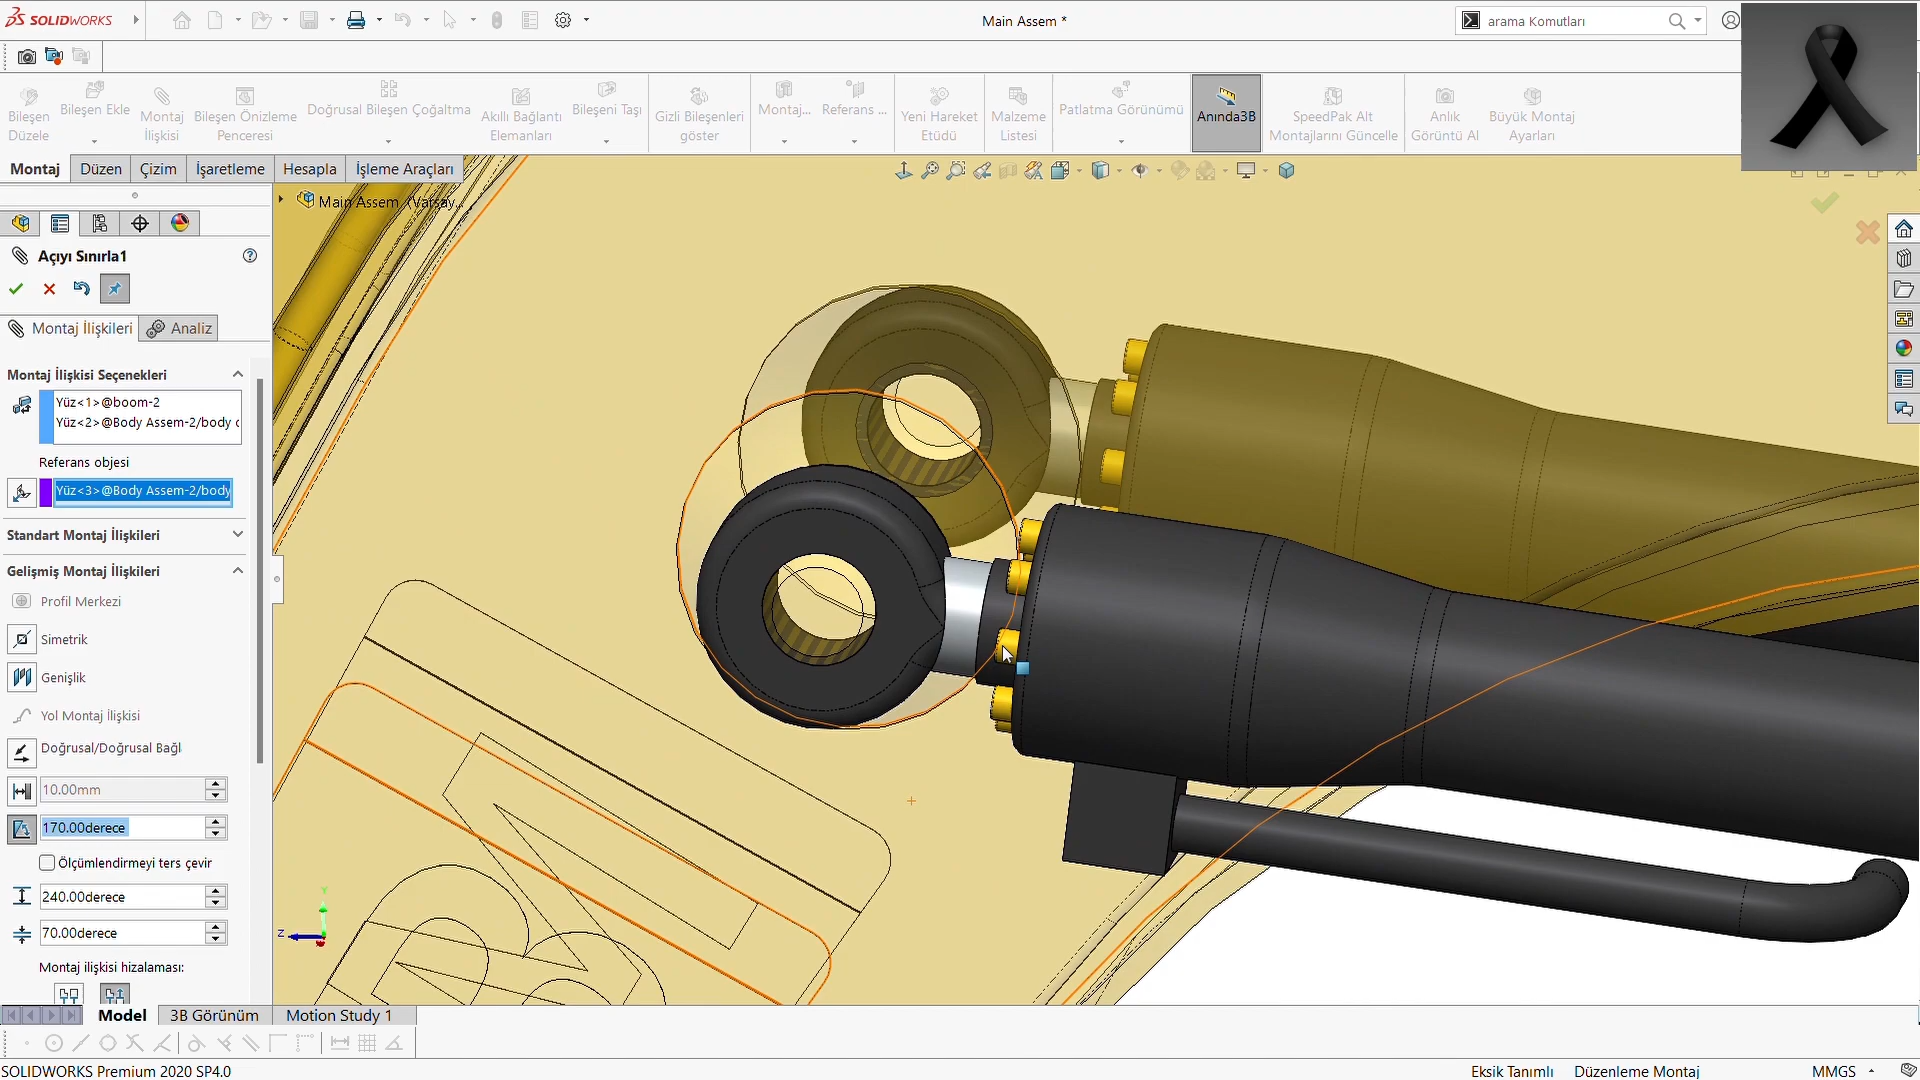 SOLIDWORKS
Main Assem *
arama Komutları
Bileşen Düzele
Bileşen Ekle
Montaj İlişkisi
Bileşen Önizleme Penceresi
Doğrusal Bileşen Çoğaltma
Akıllı Bağlantı Elemanları
Bileşeni Taşı
Gizli Bileşenleri göster
Montaj...
Referans ...
Yeni Hareket Etüdü
Malzeme Listesi
Patlatma Görünümü
Anında3B
SpeedPak Alt Montajlarını Güncelle
Anlık Görüntü Al
Büyük Montaj Ayarları
Montaj
Düzen
Çizim
İşaretleme
Hesapla
İşleme Araçları
Main Assem (Varsay...
Açıyı Sınırla1
Montaj İlişkileri
Analiz
Montaj İlişkisi Seçenekleri
Yüz<1>@boom-2
Yüz<2>@Body Assem-2/body
Referans objesi
Yüz<3>@Body Assem-2/body
Standart Montaj İlişkileri
Gelişmiş Montaj İlişkileri
Profil Merkezi
Simetrik
Genişlik
Yol Montaj İlişkisi
Doğrusal/Doğrusal Bağl
10.00mm
170.00derece
Ölçümlendirmeyi ters çevir
240.00derece
70.00derece
Montaj ilişkisi hizalaması:
Y
Z
Model
3B Görünüm
Motion Study 1
SOLIDWORKS Premium 2020 SP4.0
Eksik Tanımlı
Düzenleme Montaj
MMGS